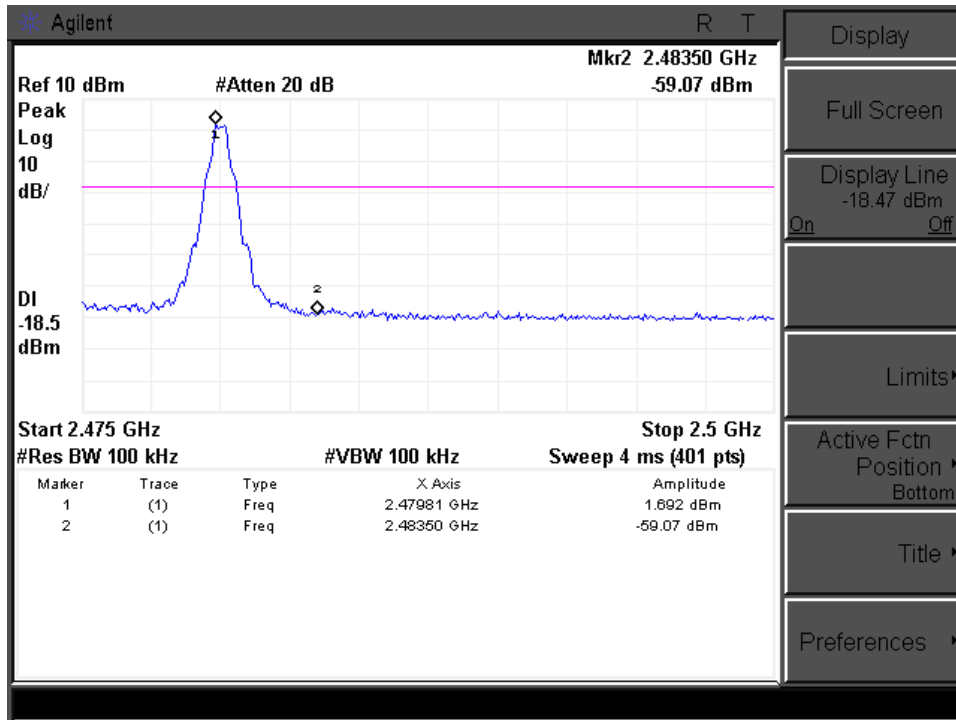 Agilent R T
Mkr2 2.48350 GHz
Ref 10 dBm #Atten 20 dB -59.07 dBm
Peak
Log
10
dB/
1
2
DI
-18.5
dBm
Start 2.475 GHz Stop 2.5 GHz
#Res BW 100 kHz #VBW 100 kHz Sweep 4 ms (401 pts)
Marker Trace Type X Axis Amplitude
1 (1) Freq 2.47981 GHz 1.692 dBm
2 (1) Freq 2.48350 GHz -59.07 dBm
Display
Full Screen
Display Line
-18.47 dBm
On Off
Limits
Active Fctn
Position
Bottom
Title
Preferences